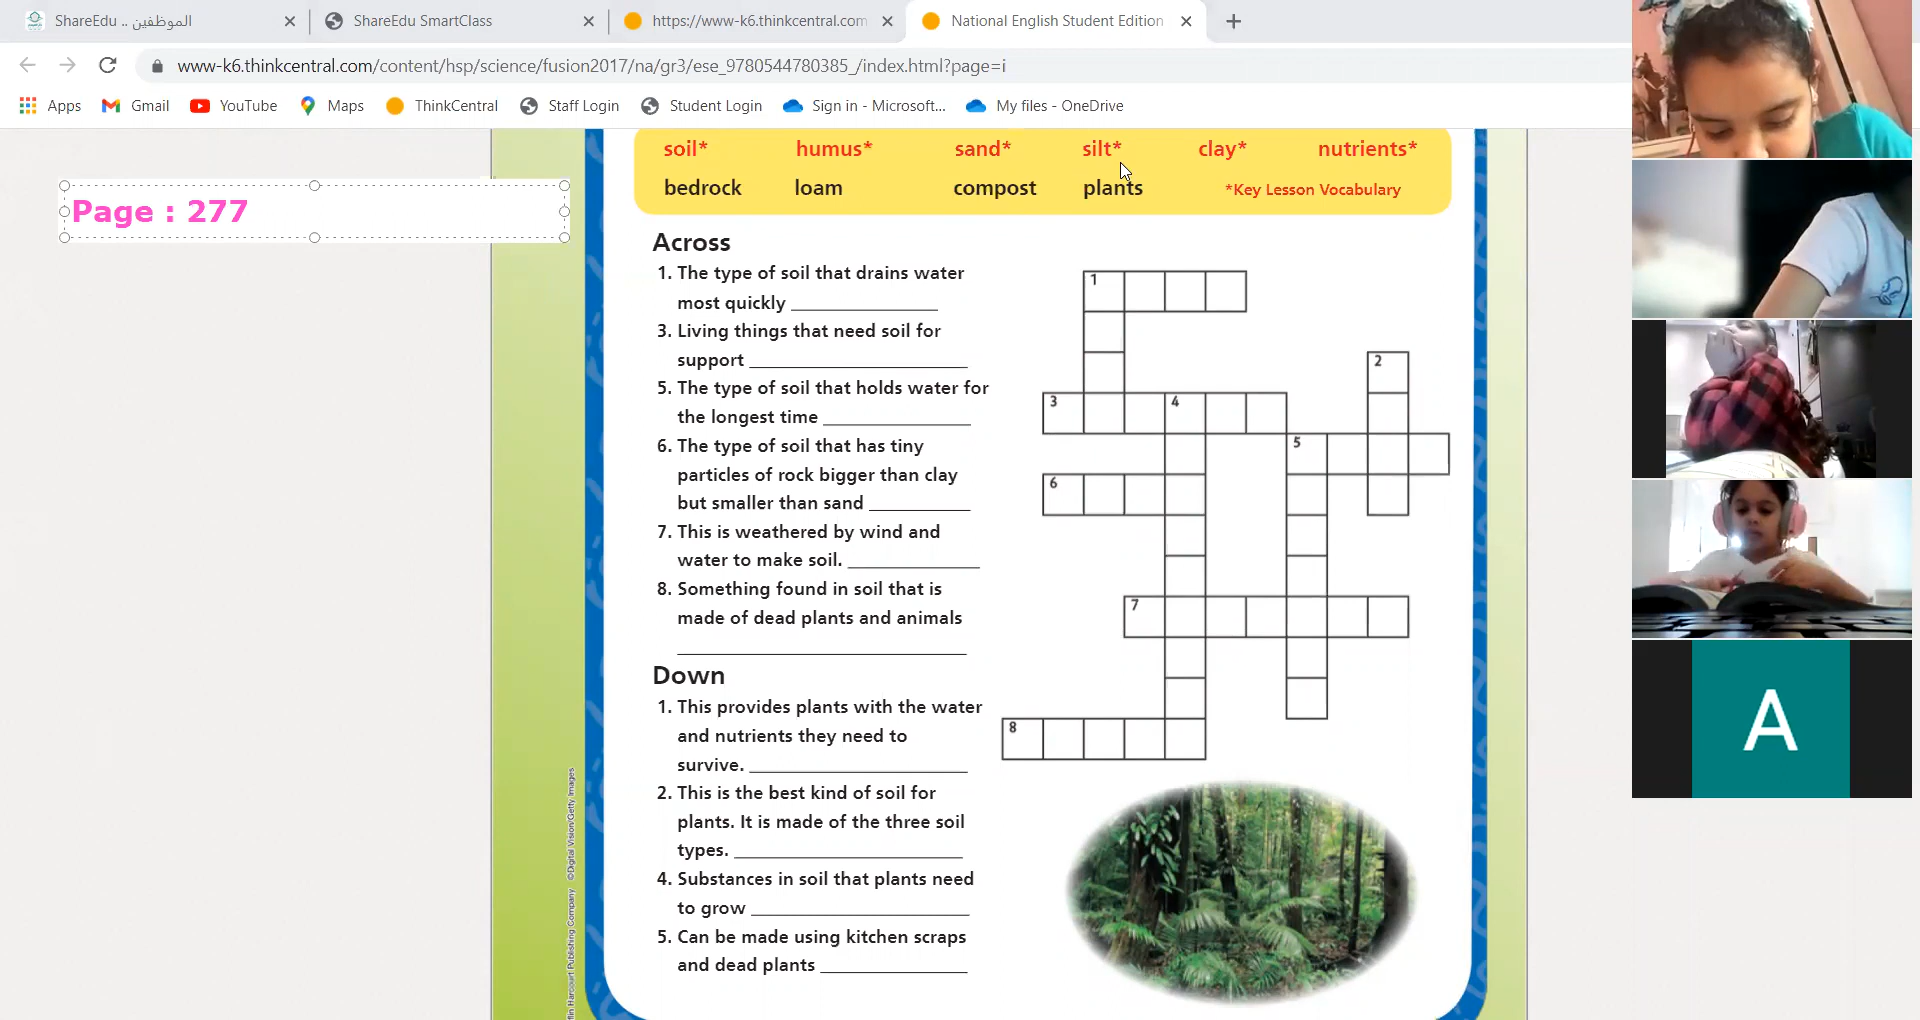 ShareEdu .. الموظفين
ShareEdu SmartClass
https://www-k6.thinkcentral.com
National English Student Edition
www-k6.thinkcentral.com/content/hsp/science/fusion2017/na/gr3/ese_9780544780385_/index.html?page=i
Apps
Gmail
YouTube
Maps
ThinkCentral
Staff Login
Student Login
Sign in - Microsoft...
My files - OneDrive
Page : 277
soil* humus* sand* silt* clay* nutrients*
bedrock loam compost plants *Key Lesson Vocabulary
Across
1. The type of soil that drains water
most quickly
3. Living things that need soil for
support
5. The type of soil that holds water for
the longest time
6. The type of soil that has tiny
particles of rock bigger than clay
but smaller than sand
7. This is weathered by wind and
water to make soil.
8. Something found in soil that is
made of dead plants and animals
Down
1. This provides plants with the water
and nutrients they need to
survive.
2. This is the best kind of soil for
plants. It is made of the three soil
types.
4. Substances in soil that plants need
to grow
5. Can be made using kitchen scraps
and dead plants
1
2
3
4
5
6
7
8
Harcourt Publishing Company ©Digital Vision/Getty Images
A